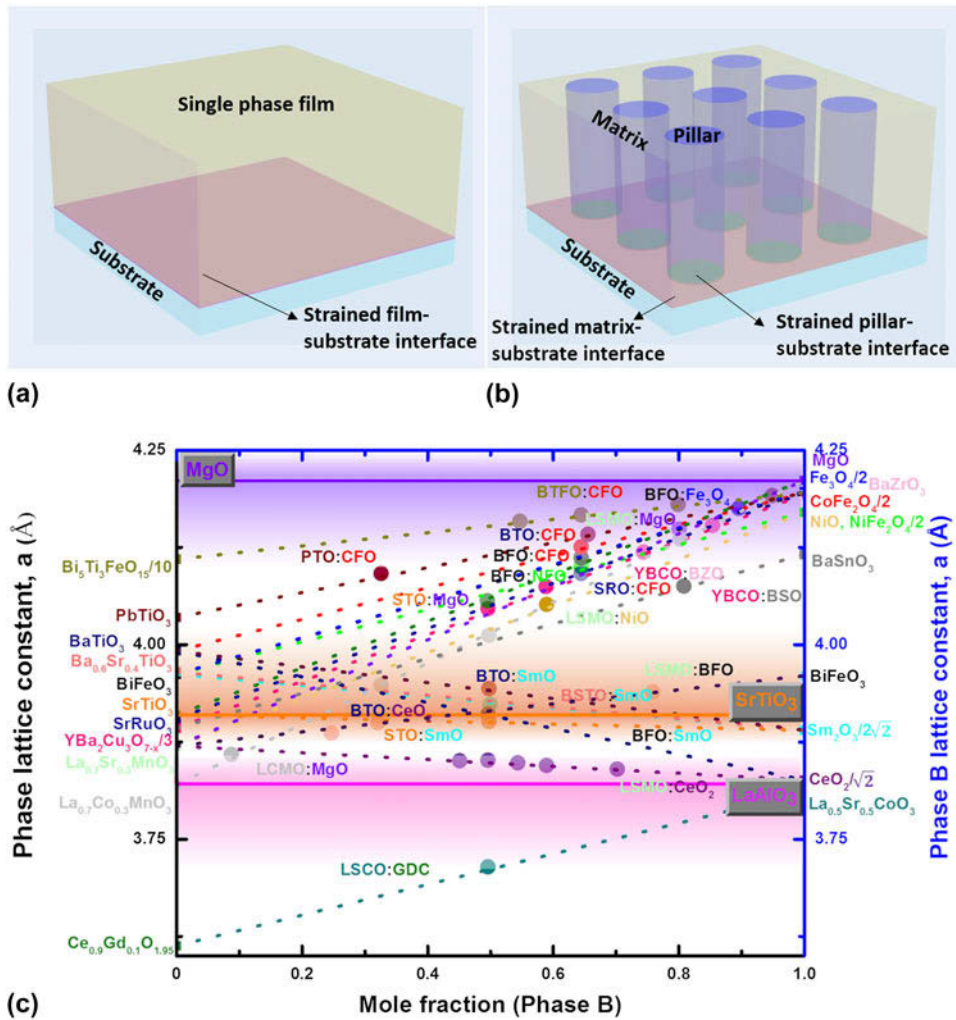 Single phase film
Substrate
Strained film-
substrate interface
(a)
Matrix
Pillar
Substrate
Strained matrix-
substrate interface
Strained pillar-
substrate interface
(b)
Phase lattice constant, a (Å)
4.25
4.00
3.75
Bi₅Ti₃FeO₁₅/10
PbTiO₃
BaTiO₃
Ba₀.₆Sr₀.₄TiO₃
BiFeO₃
SrTiO₃
SrRuO₃
YBa₂Cu₃O₇₋ₓ/3
La₀.₇Sr₀.₃MnO₃
La₀.₇Co₀.₃MnO₃
Ce₀.₉Gd₀.₁O₁.₉₅
MgO
BTFO:CFO
BFO:Fe₃O₄
LSMO:MgO
BTO:CFO
PTO:CFO
BFO:CFO
BFO:NFO
YBCO:BZO
STO:MgO
SRO:CFO
YBCO:BSO
LSMO:NiO
BTO:SmO
LSMO:BFO
BSTO:SmO
SrTiO₃
BTO:CeO₂
STO:SmO
BFO:SmO
LCMO:MgO
LSMO:CeO₂
LaAlO₃
LSCO:GDC
4.25
MgO
Fe₃O₄/2
BaZrO₃
CoFe₂O₄/2
NiO, NiFe₂O₄/2
BaSnO₃
4.00
BiFeO₃
Sm₂O₃/2√2
CeO₂/√2
La₀.₅Sr₀.₅CoO₃
3.75
Phase B lattice constant, a (Å)
0 0.2 0.4 0.6 0.8 1.0
Mole fraction (Phase B)
(c)